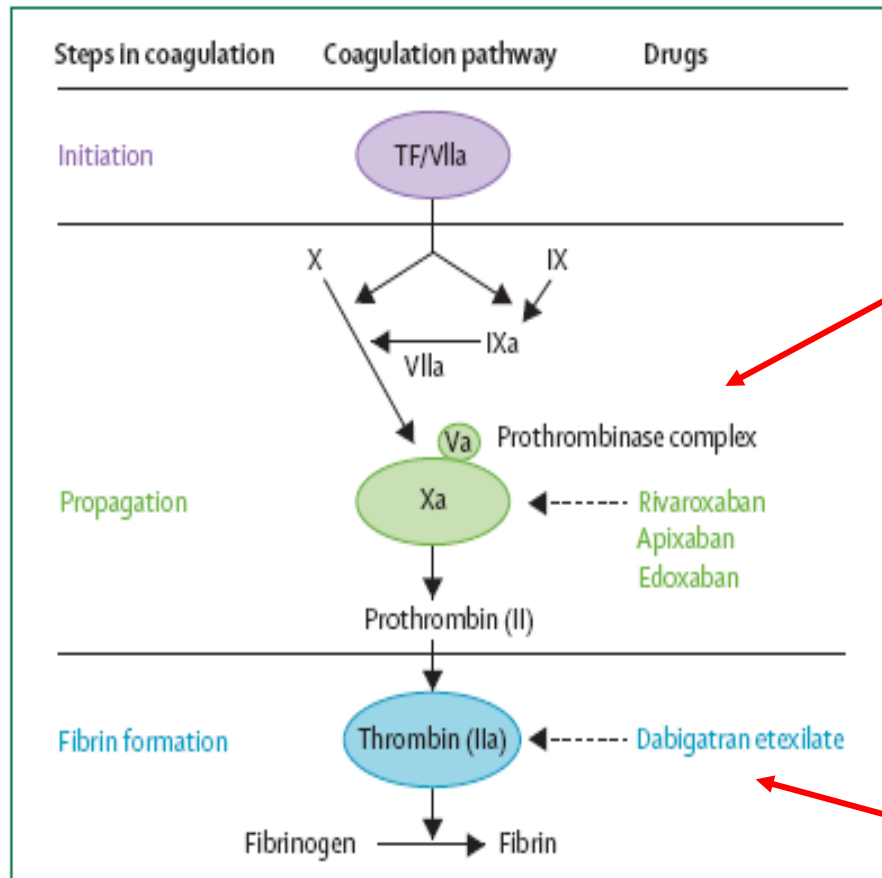 Steps in coagulation Coagulation pathway Drugs
Initiation TF/VIIa
X IX
IXa
VIIa
Va Prothrombinase complex
Propagation Xa Rivaroxaban
Apixaban
Edoxaban
Prothrombin (II)
Fibrin formation Thrombin (IIa) Dabigatran etexilate
Fibrinogen Fibrin